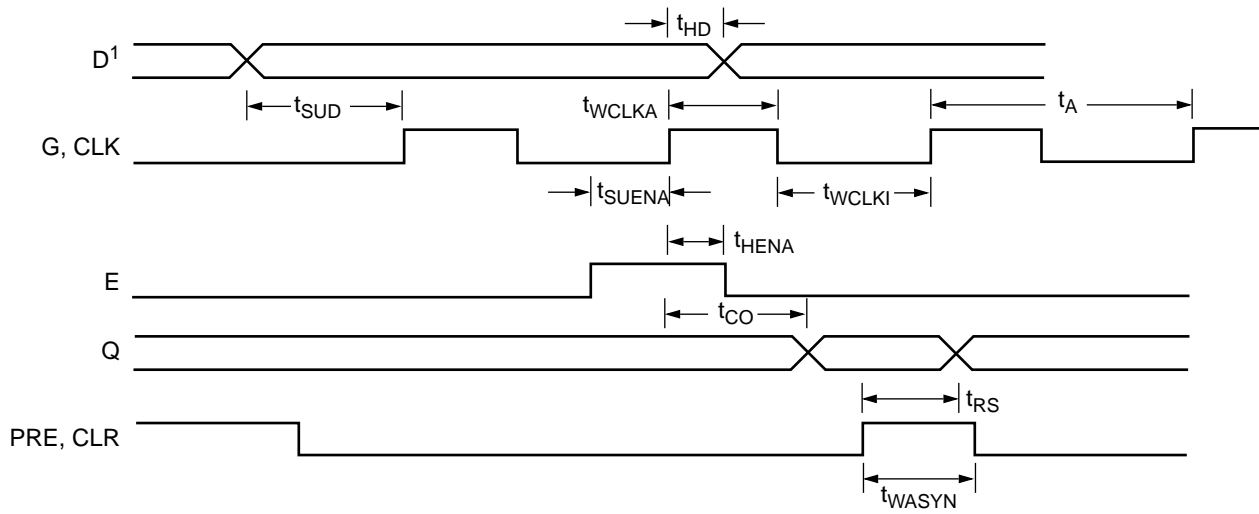 tHD
D1
tSUD
tWCLKA
tA
G, CLK
tSUENA
tWCLKI
tHENA
E
tCO
Q
tRS
PRE, CLR
tWASYN